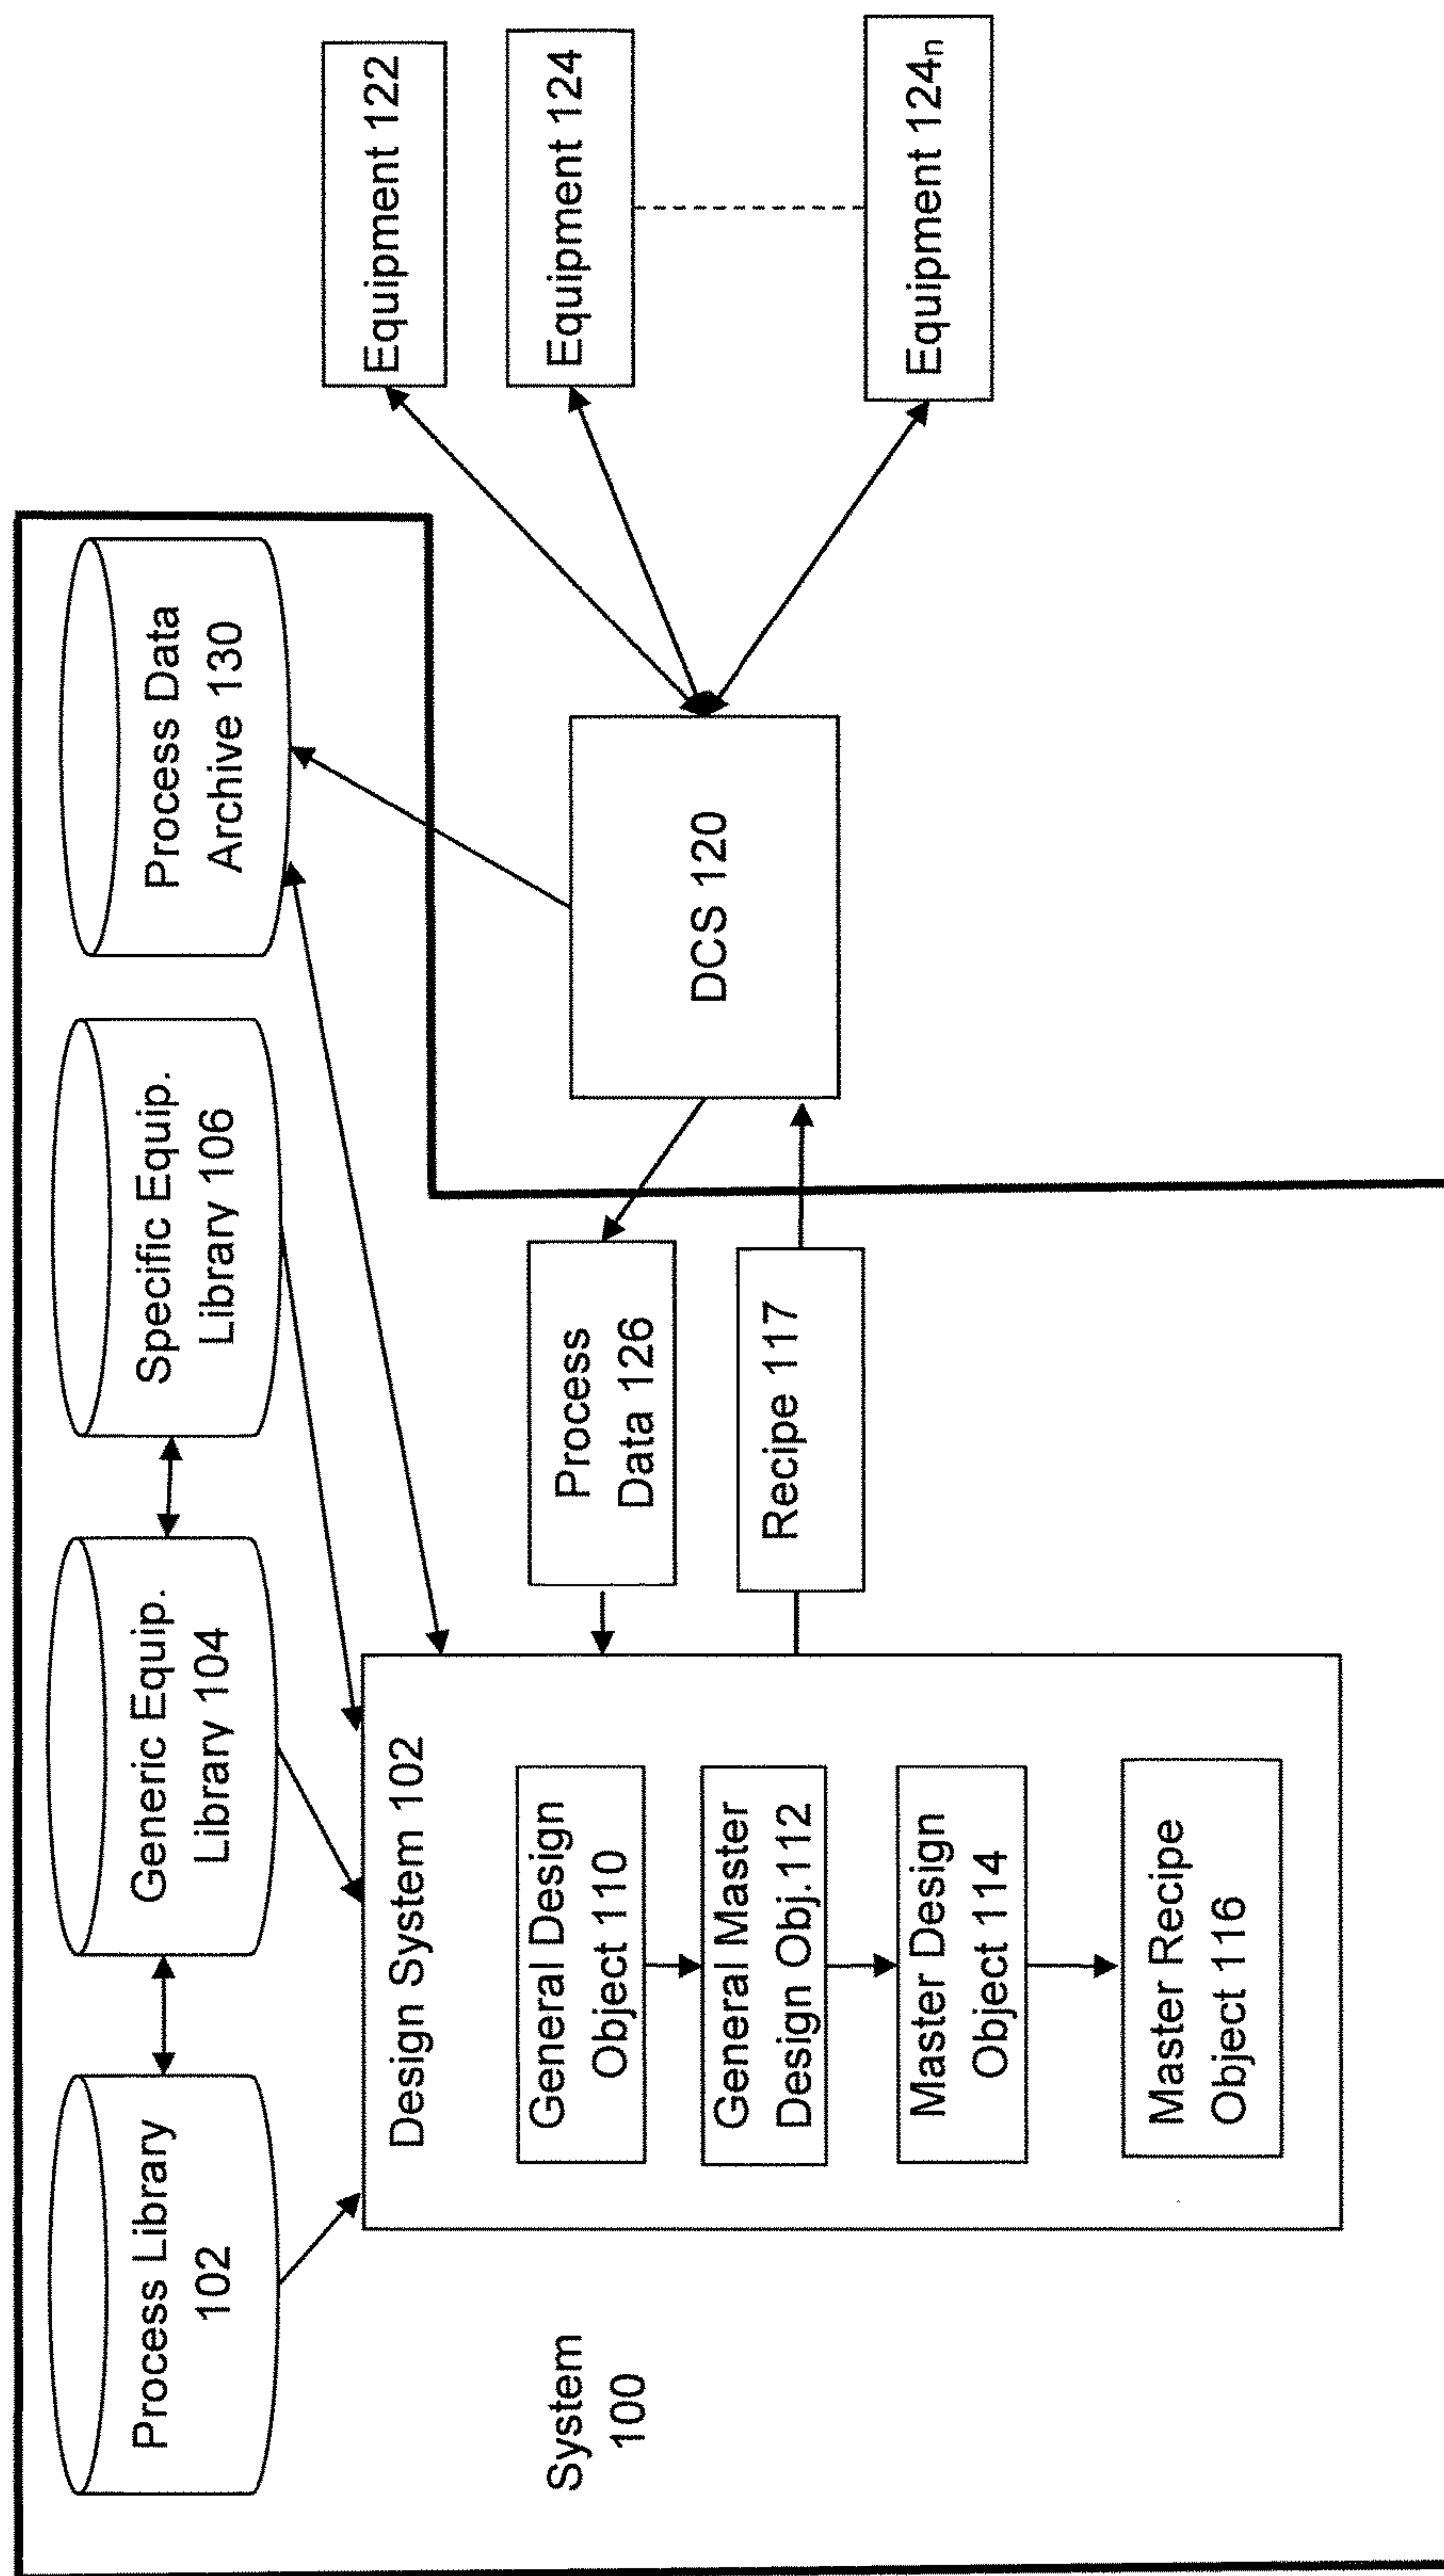 Process Library
102
Generic Equip.
Library 104
Specific Equip.
Library 106
Process Data
Archive 130
System
100
Design System 102
General Design
Object 110
General Master
Design Obj.112
Master Design
Object 114
Master Recipe
Object 116
Process
Data 126
Recipe 117
DCS 120
Equipment 122
Equipment 124
Equipment 124n